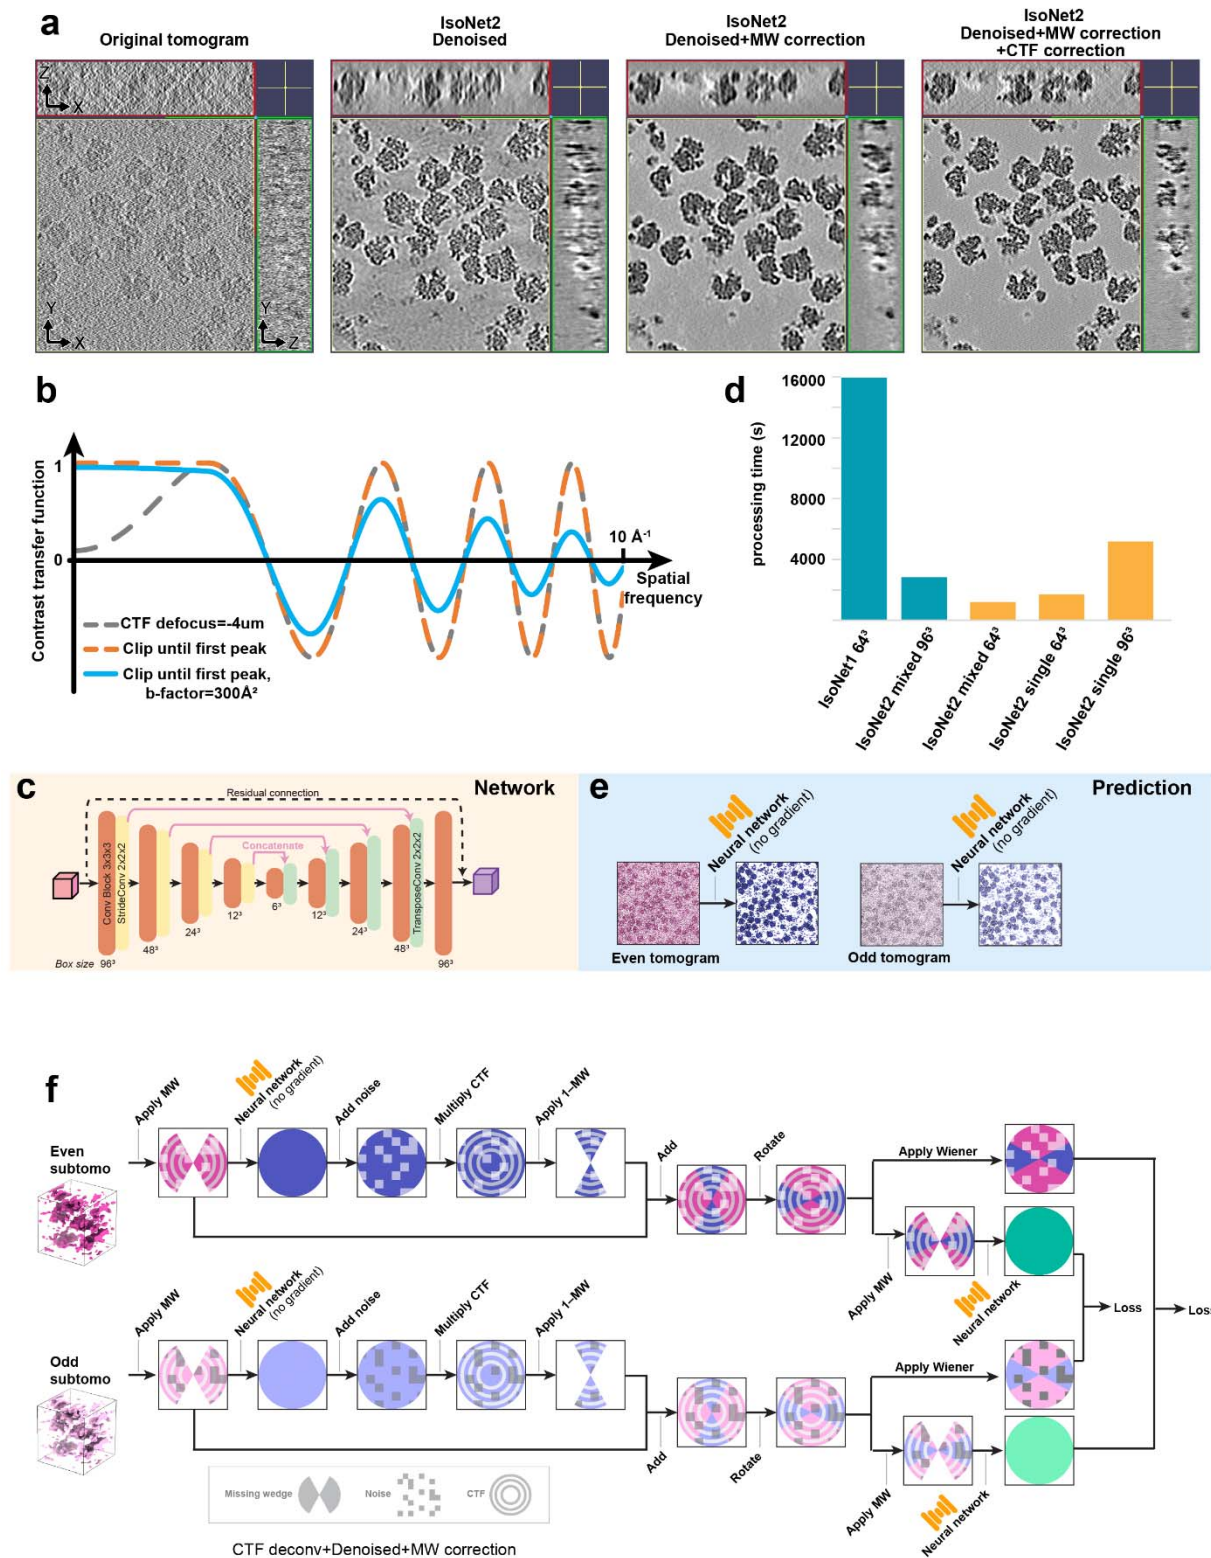 a
Original tomogram
IsoNet2
Denoised
IsoNet2
Denoised+MW correction
IsoNet2
Denoised+MW correction
+CTF correction
Z
X
Y
X
Y
Z
b
Contrast transfer function
1
0
10 Å⁻¹
Spatial
frequency
CTF defocus=-4um
Clip until first peak
Clip until first peak,
b-factor=300Å²
d
processing time (s)
16000
12000
8000
4000
IsoNet1 64³
IsoNet2 mixed 96³
IsoNet2 mixed 64³
IsoNet2 single 64³
IsoNet2 single 96³
c
Network
Residual connection
Concatenate
Conv Block 3x3x3
StrideConv 2x2x2
TransposeConv 2x2x2
Box size 96³
48³
24³
12³
6³
12³
24³
48³
96³
e
Prediction
Neural network
(no gradient)
Even tomogram
Neural network
(no gradient)
Odd tomogram
f
Even
subtomo
Apply MW
Neural network
(no gradient)
Add noise
Multiply CTF
Apply 1–MW
Add
Rotate
Apply Wiener
Apply MW
Neural network
Loss
Loss
Odd
subtomo
Apply MW
Neural network
(no gradient)
Add noise
Multiply CTF
Apply 1–MW
Add
Rotate
Apply Wiener
Apply MW
Neural network
Missing wedge
Noise
CTF
CTF deconv+Denoised+MW correction